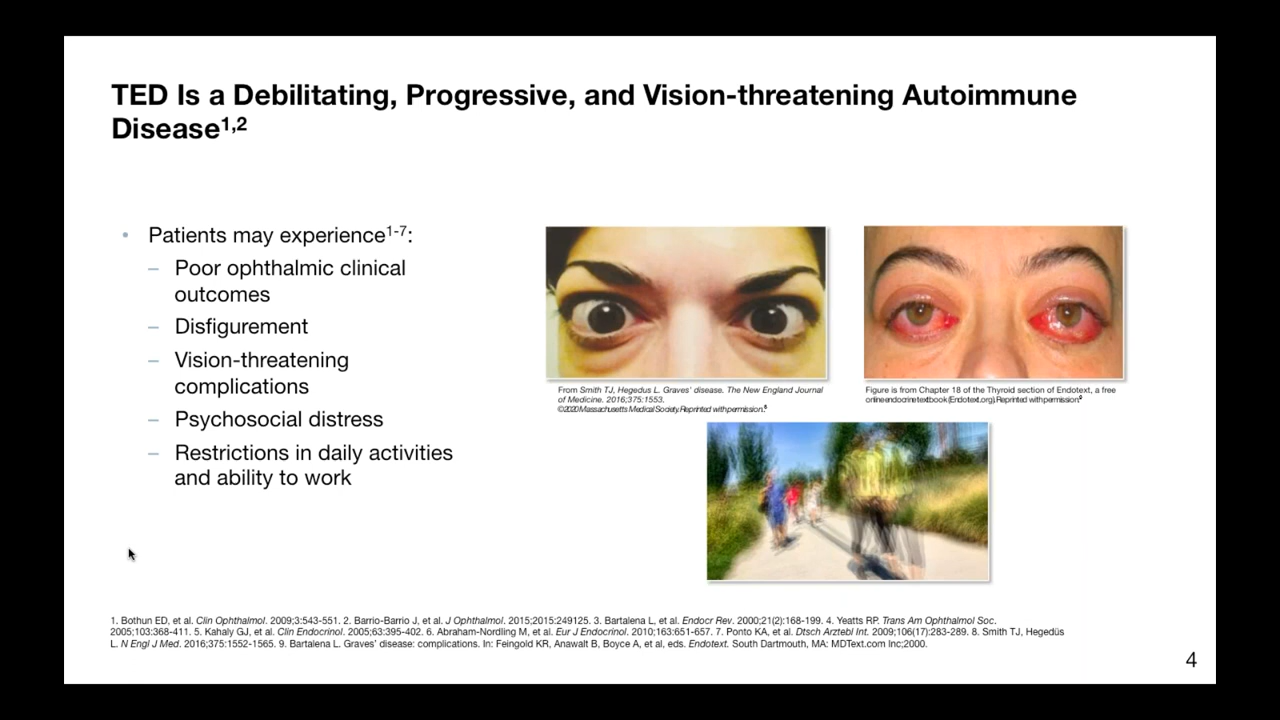 TED Is a Debilitating, Progressive, and Vision-threatening Autoimmune
Disease1,2
• Patients may experience1-7:
– Poor ophthalmic clinical
outcomes
– Disfigurement
– Vision-threatening
complications
– Psychosocial distress
– Restrictions in daily activities
and ability to work
From Smith TJ, Hegedus L. Graves' disease. The New England Journal
of Medicine. 2016;375:1553.
©2020 Massachusetts Medical Society. Reprinted with permission.8
Figure is from Chapter 18 of the Thyroid section of Endotext, a free
online endocrine textbook (Endotext.org). Reprinted with permission.9
1. Bothun ED, et al. Clin Ophthalmol. 2009;3:543-551. 2. Barrio-Barrio J, et al. J Ophthalmol. 2015;2015:249125. 3. Bartalena L, et al. Endocr Rev. 2000;21(2):168-199. 4. Yeatts RP. Trans Am Ophthalmol Soc.
2005;103:368-411. 5. Kahaly GJ, et al. Clin Endocrinol. 2005;63:395-402. 6. Abraham-Nordling M, et al. Eur J Endocrinol. 2010;163:651-657. 7. Ponto KA, et al. Dtsch Arztebl Int. 2009;106(17):283-289. 8. Smith TJ, Hegedüs
L. N Engl J Med. 2016;375:1552-1565. 9. Bartalena L. Graves' disease: complications. In: Feingold KR, Anawalt B, Boyce A, et al, eds. Endotext. South Dartmouth, MA: MDText.com Inc;2000.
4